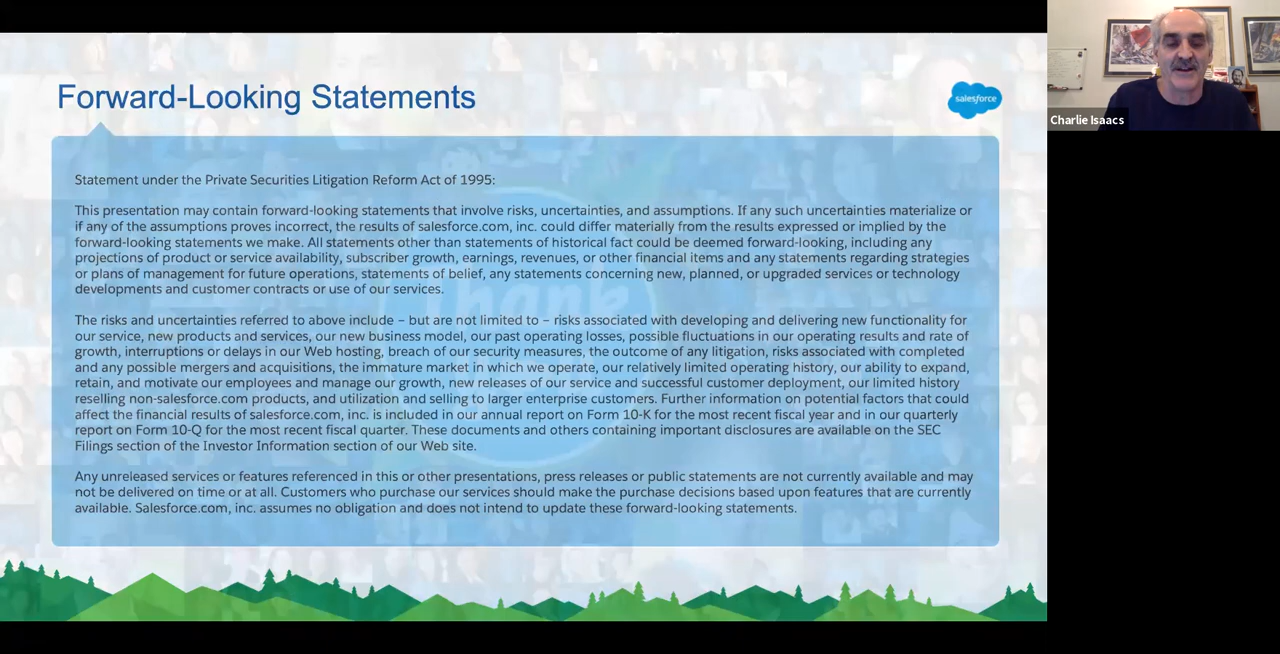 Forward-Looking Statements
salesforce
Charlie Isaacs
Statement under the Private Securities Litigation Reform Act of 1995:
This presentation may contain forward-looking statements that involve risks, uncertainties, and assumptions. If any such uncertainties materialize or
if any of the assumptions proves incorrect, the results of salesforce.com, inc. could differ materially from the results expressed or implied by the
forward-looking statements we make. All statements other than statements of historical fact could be deemed forward-looking, including any
projections of product or service availability, subscriber growth, earnings, revenues, or other financial items and any statements regarding strategies
or plans of management for future operations, statements of belief, any statements concerning new, planned, or upgraded services or technology
developments and customer contracts or use of our services.
The risks and uncertainties referred to above include – but are not limited to – risks associated with developing and delivering new functionality for
our service, new products and services, our new business model, our past operating losses, possible fluctuations in our operating results and rate of
growth, interruptions or delays in our Web hosting, breach of our security measures, the outcome of any litigation, risks associated with completed
and any possible mergers and acquisitions, the immature market in which we operate, our relatively limited operating history, our ability to expand,
retain, and motivate our employees and manage our growth, new releases of our service and successful customer deployment, our limited history
reselling non-salesforce.com products, and utilization and selling to larger enterprise customers. Further information on potential factors that could
affect the financial results of salesforce.com, inc. is included in our annual report on Form 10-K for the most recent fiscal year and in our quarterly
report on Form 10-Q for the most recent fiscal quarter. These documents and others containing important disclosures are available on the SEC
Filings section of the Investor Information section of our Web site.
Any unreleased services or features referenced in this or other presentations, press releases or public statements are not currently available and may
not be delivered on time or at all. Customers who purchase our services should make the purchase decisions based upon features that are currently
available. Salesforce.com, inc. assumes no obligation and does not intend to update these forward-looking statements.